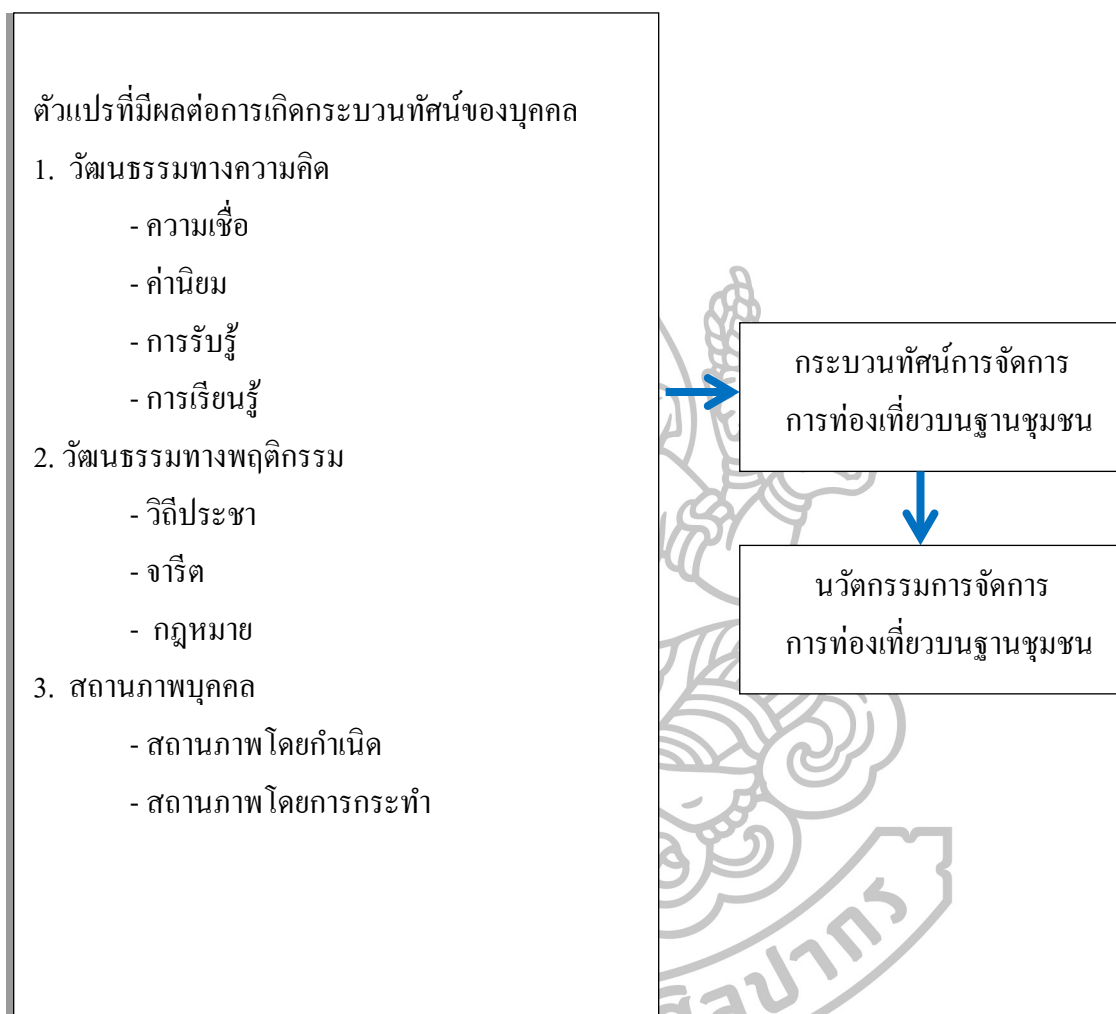 ตัวแปรที่มีผลต่อการเกิดกระบวนทัศน์ของบุคคล
1. วัฒนธรรมทางความคิด
- ความเชื่อ
- ค่านิยม
- การรับรู้
- การเรียนรู้
2. วัฒนธรรมทางพฤติกรรม
- วิถีประชา
- จารีต
- กฎหมาย
3. สถานภาพบุคคล
- สถานภาพโดยกำเนิด
- สถานภาพโดยการกระทำ
กระบวนทัศน์การจัดการ
การท่องเที่ยวบนฐานชุมชน
นวัตกรรมการจัดการ
การท่องเที่ยวบนฐานชุมชน
ศิลปากร